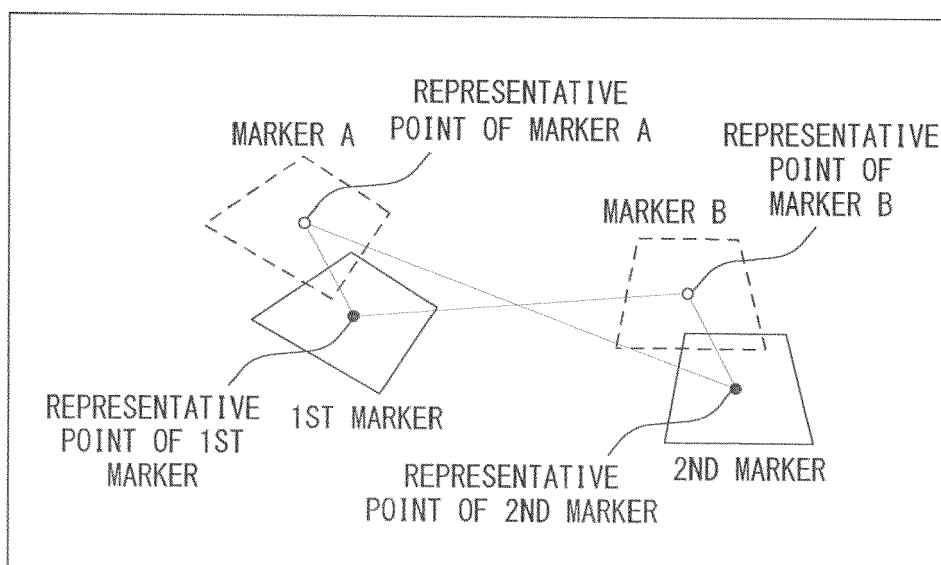 REPRESENTATIVE
POINT OF MARKER A
MARKER A
REPRESENTATIVE
POINT OF
MARKER B
MARKER B
REPRESENTATIVE
POINT OF 1ST
MARKER
1ST MARKER
REPRESENTATIVE
POINT OF 2ND MARKER
2ND MARKER